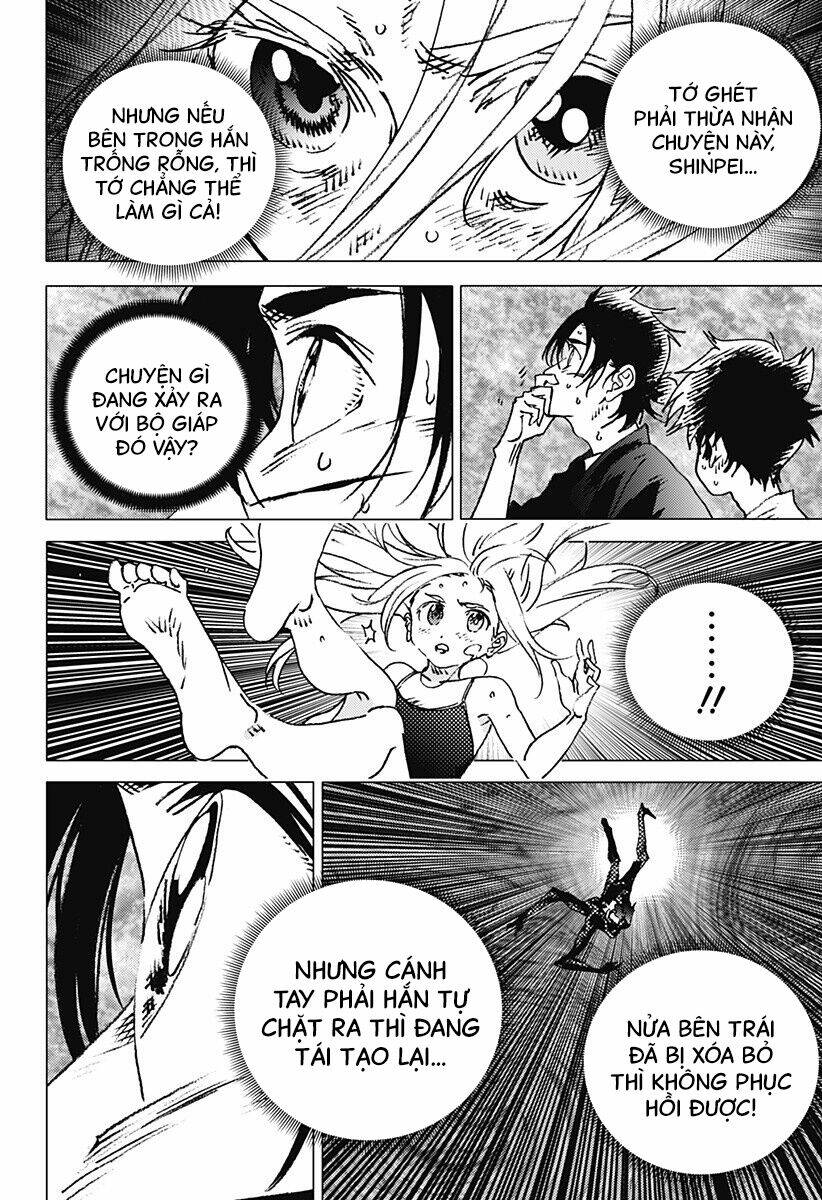 TỚ GHÉT
PHẢI THỪA NHẬN
CHUYỆN NÀY,
SHINPEI...
NHƯNG NẾU
BÊN TRONG HẮN
TRỐNG RỖNG, THÌ
TỚ CHẲNG THỂ
LÀM GÌ CẢ!
CHUYỆN GÌ
ĐANG XẢY RA
VỚI BỘ GIÁP
ĐÓ VẬY?
......!!
NỬA BÊN TRÁI
ĐÃ BỊ XÓA BỎ
THÌ KHÔNG PHỤC
HỒI ĐƯỢC!
NHƯNG CÁNH
TAY PHẢI HẮN TỰ
CHẶT RA THÌ ĐANG
TÁI TẠO LẠI...